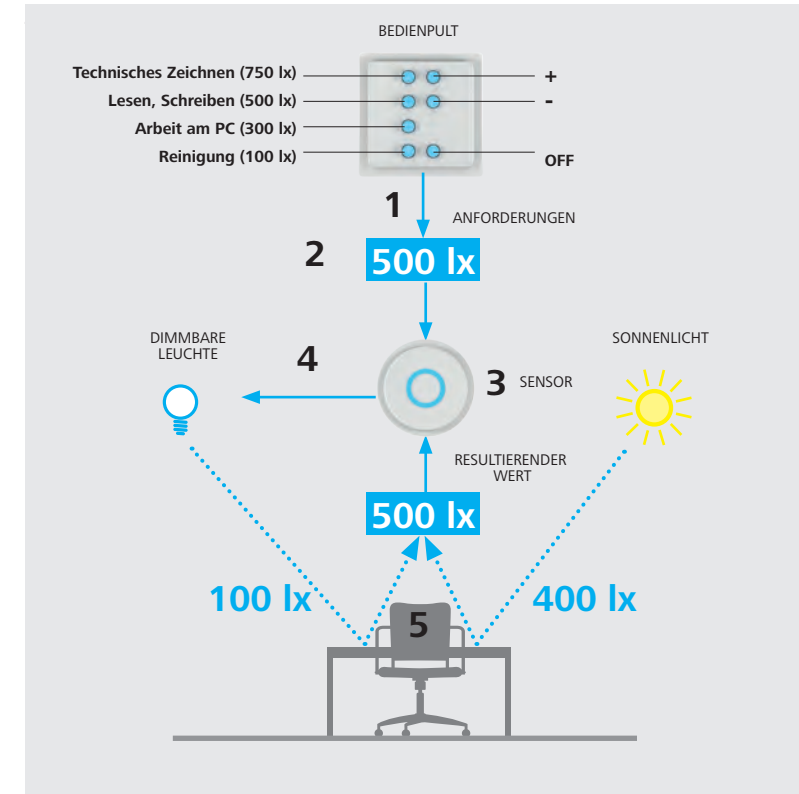 BEDIENPULT
Technisches Zeichnen (750 lx)
+
Lesen, Schreiben (500 lx)
-
Arbeit am PC (300 lx)
Reinigung (100 lx)
OFF
1
ANFORDERUNGEN
2
500 lx
DIMMBARE
LEUCHTE
4
3
SENSOR
SONNENLICHT
RESULTIERENDER
WERT
500 lx
100 lx
400 lx
5